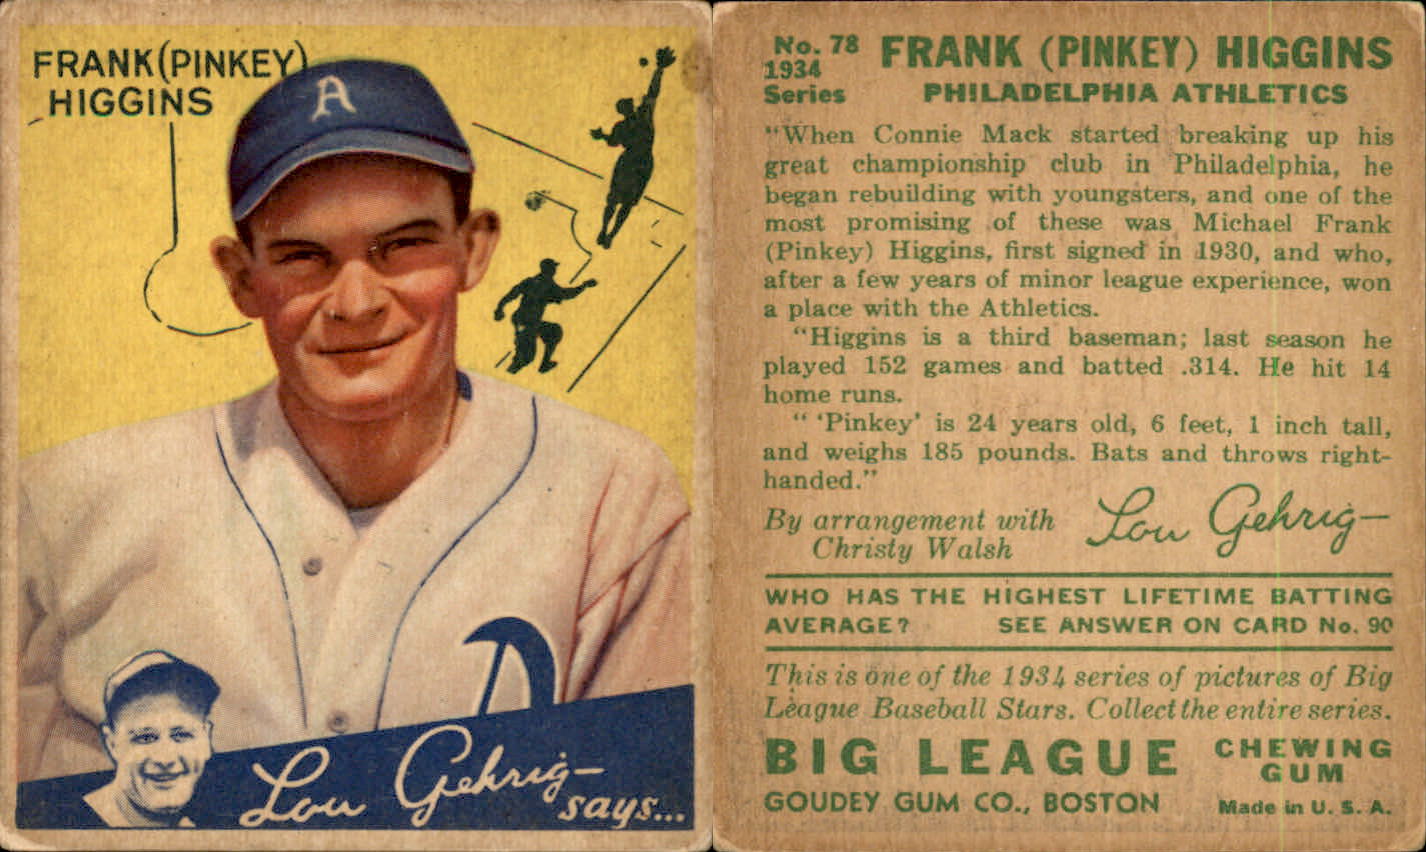 FRANK (PINKEY)
HIGGINS
A
A
Lou Gehrig-
says...
No. 78
1934
Series
FRANK (PINKEY) HIGGINS
PHILADELPHIA ATHLETICS
"When Connie Mack started breaking up his
great championship club in Philadelphia, he
began rebuilding with youngsters, and one of the
most promising of these was Michael Frank
(Pinkey) Higgins, first signed in 1930, and who,
after a few years of minor league experience, won
a place with the Athletics.
"Higgins is a third baseman; last season he
played 152 games and batted .314. He hit 14
home runs.
" 'Pinkey' is 24 years old, 6 feet, 1 inch tall,
and weighs 185 pounds. Bats and throws right-
handed."
By arrangement with
Christy Walsh
Lou Gehrig-
WHO HAS THE HIGHEST LIFETIME BATTING
AVERAGE? SEE ANSWER ON CARD No. 90
This is one of the 1934 series of pictures of Big
League Baseball Stars. Collect the entire series.
BIG LEAGUE CHEWING GUM
GOUDEY GUM CO., BOSTON Made in U. S. A.